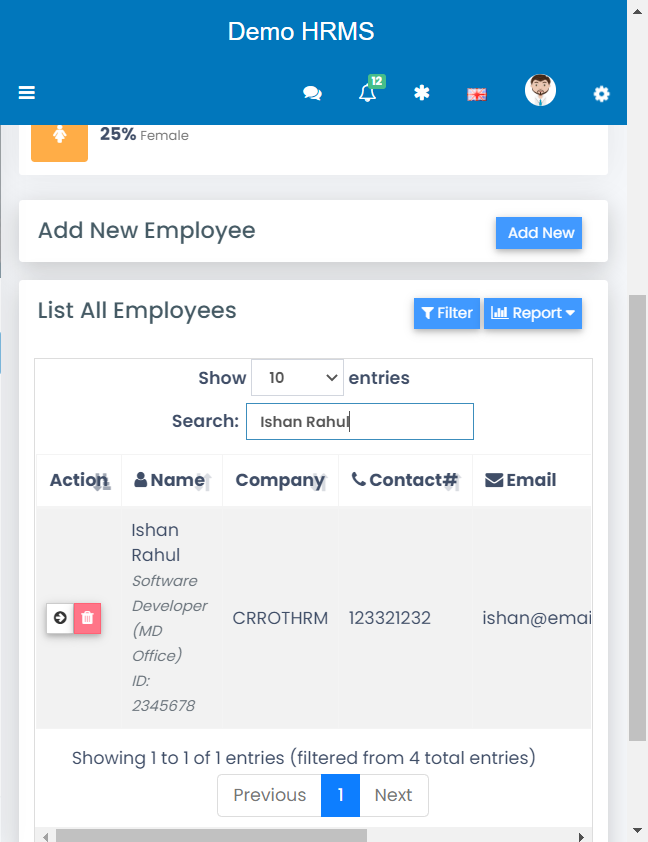 Demo HRMS
12
25% Female
Add New Employee
Add New
List All Employees
Filter
Report
Show 10 entries
Search: Ishan Rahul
Action Name Company Contact# Email
Ishan
Rahul
Software
Developer
(MD
Office)
ID:
2345678
CRROTHRM
123321232
ishan@emai
Showing 1 to 1 of 1 entries (filtered from 4 total entries)
Previous 1 Next